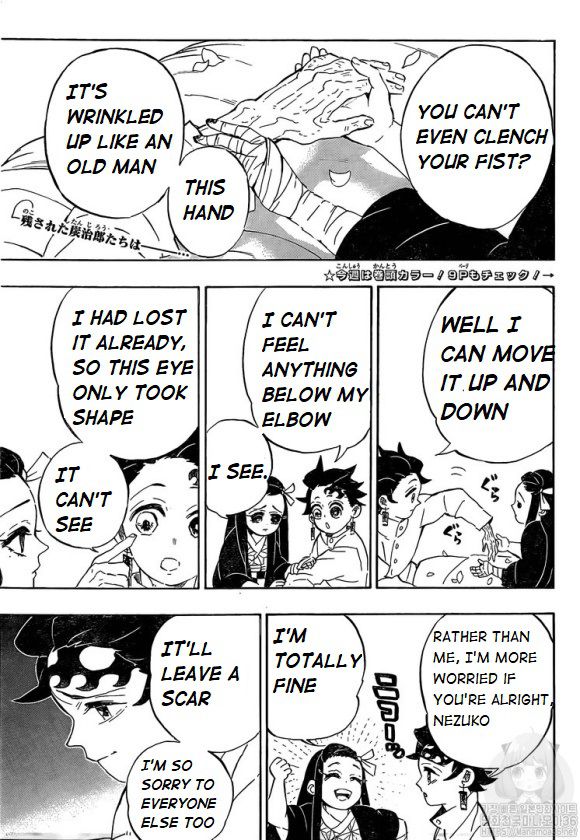 YOU CAN'T
EVEN CLENCH
YOUR FIST?
IT'S
WRINKLED
UP LIKE AN
OLD MAN
THIS
HAND
残された炭治郎たちは――……
★今週は巻頭カラー!9Pもチェック!→
WELL I
CAN MOVE
IT UP AND
DOWN
ぐら
ぐら
I CAN'T
FEEL
ANYTHING
BELOW MY
ELBOW
I SEE.
I HAD LOST
IT ALREADY,
SO THIS EYE
ONLY TOOK
SHAPE
IT
CAN'T
SEE
RATHER THAN
ME, I'M MORE
WORRIED IF
YOU'RE ALRIGHT,
NEZUKO
I'M
TOTALLY
FINE
IT'LL
LEAVE A
SCAR
I'M SO
SORRY TO
EVERYONE
ELSE TOO